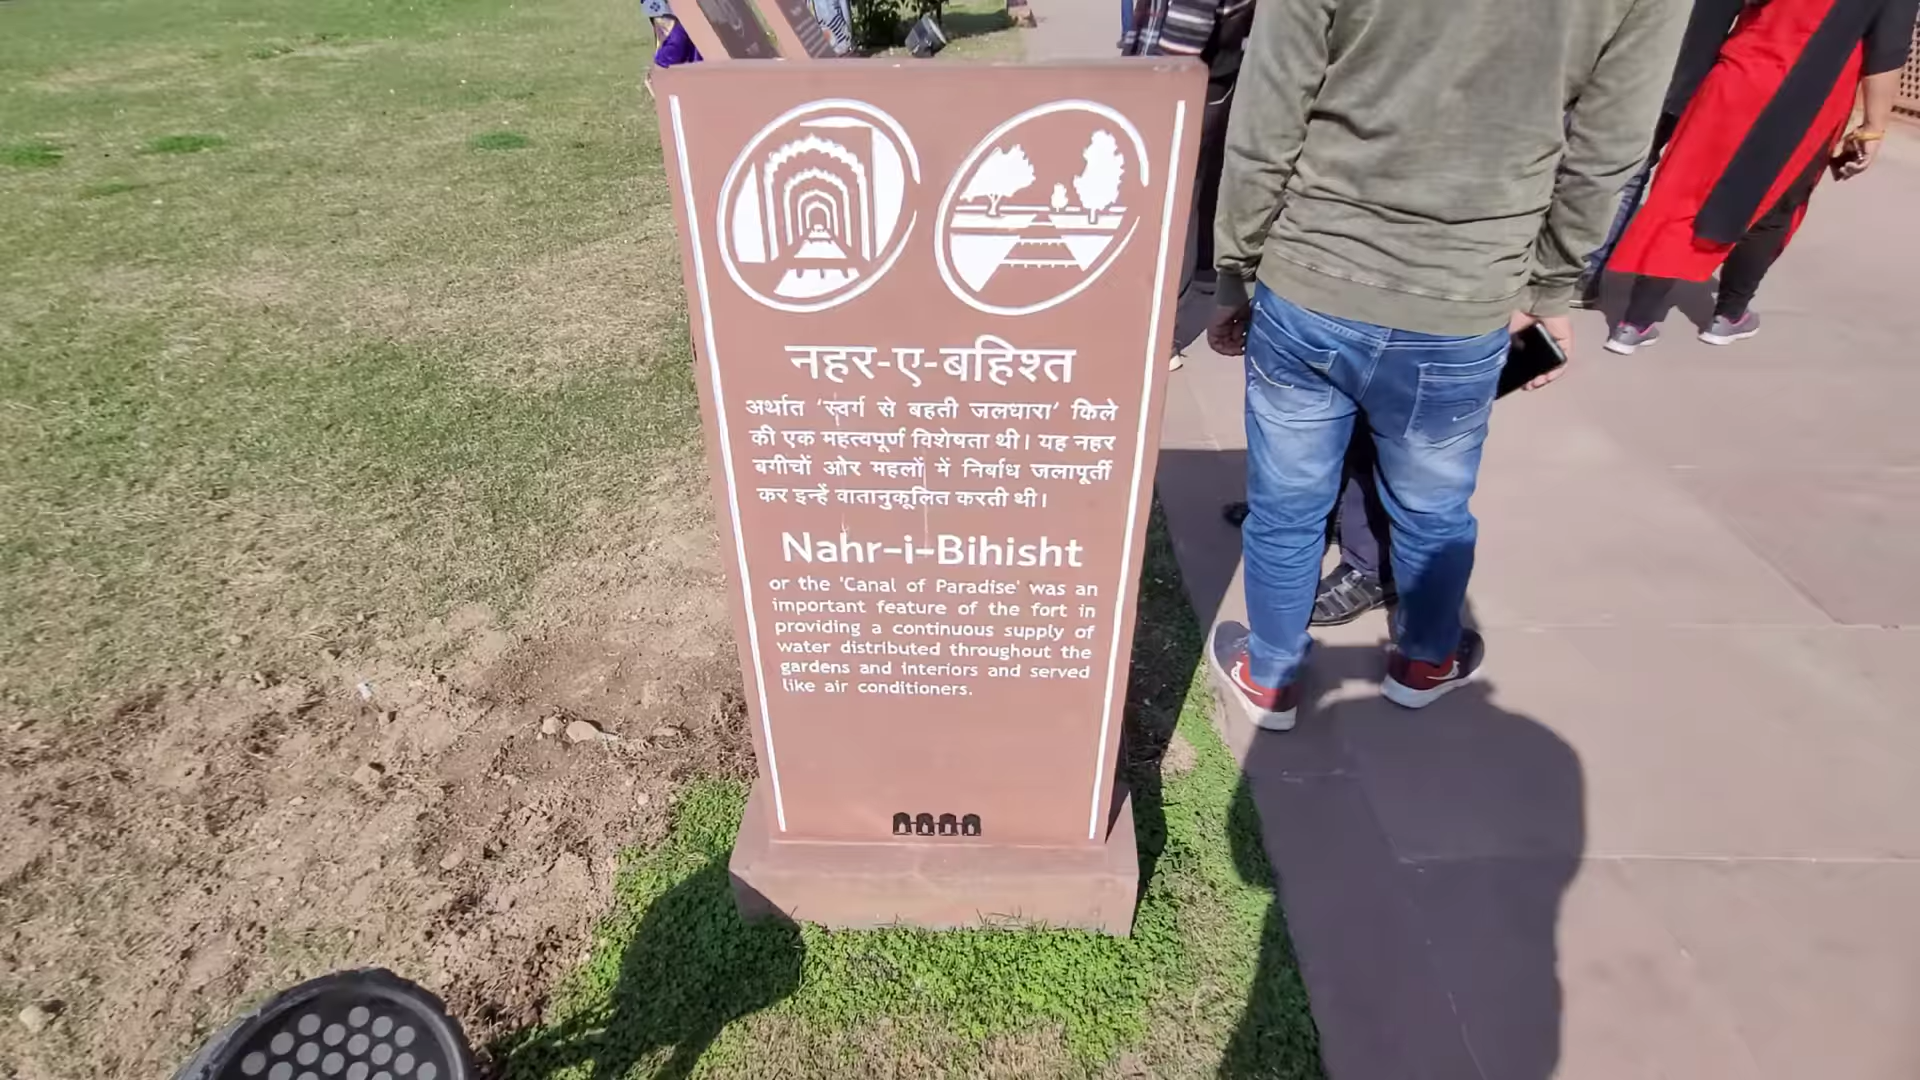 नहर-ए-बहिश्त
अर्थात 'स्वर्ग से बहती जलधारा' किले
की एक महत्वपूर्ण विशेषता थी। यह नहर
बगीचों ओर महलों में निर्बाध जलापूर्ती
कर इन्हें वातानुकूलित करती थी।
Nahr-i-Bihisht
or the 'Canal of Paradise' was an
important feature of the fort in
providing a continuous supply of
water distributed throughout the
gardens and interiors and served
like air conditioners.